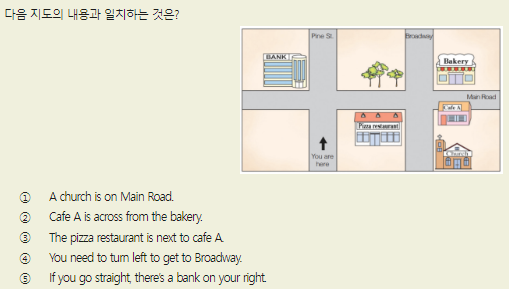 다음 지도의 내용과 일치하는 것은?
Pine St.
Broadway
BANK
Bakery
Main Road
Cafe A
Pizza restaurant
Church
You are
here
① A church is on Main Road.
② Cafe A is across from the bakery.
③ The pizza restaurant is next to cafe A.
④ You need to turn left to get to Broadway.
⑤ If you go straight, there's a bank on your right.